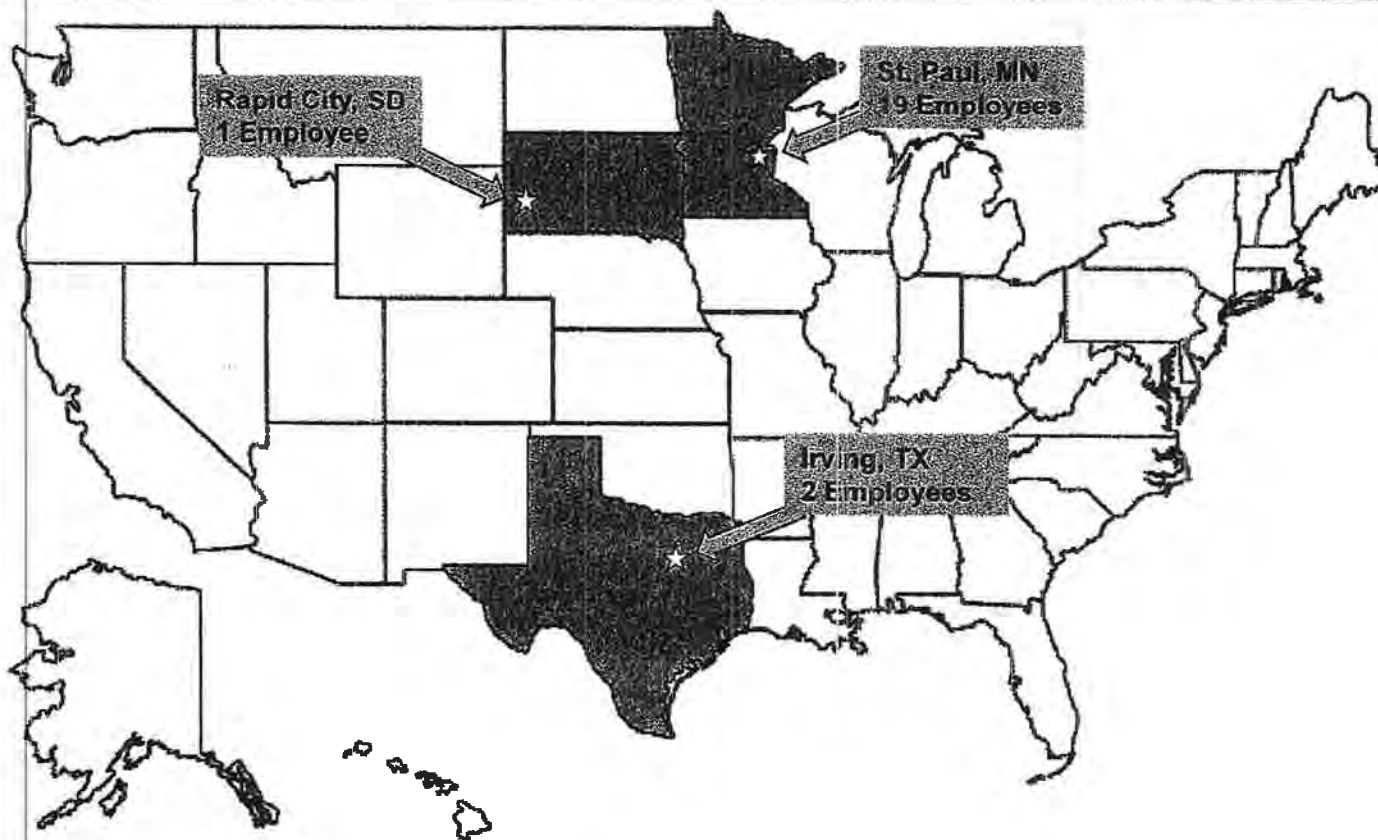 Rapid City, SD
1 Employee
St. Paul, MN
19 Employees
Irving, TX
2 Employees